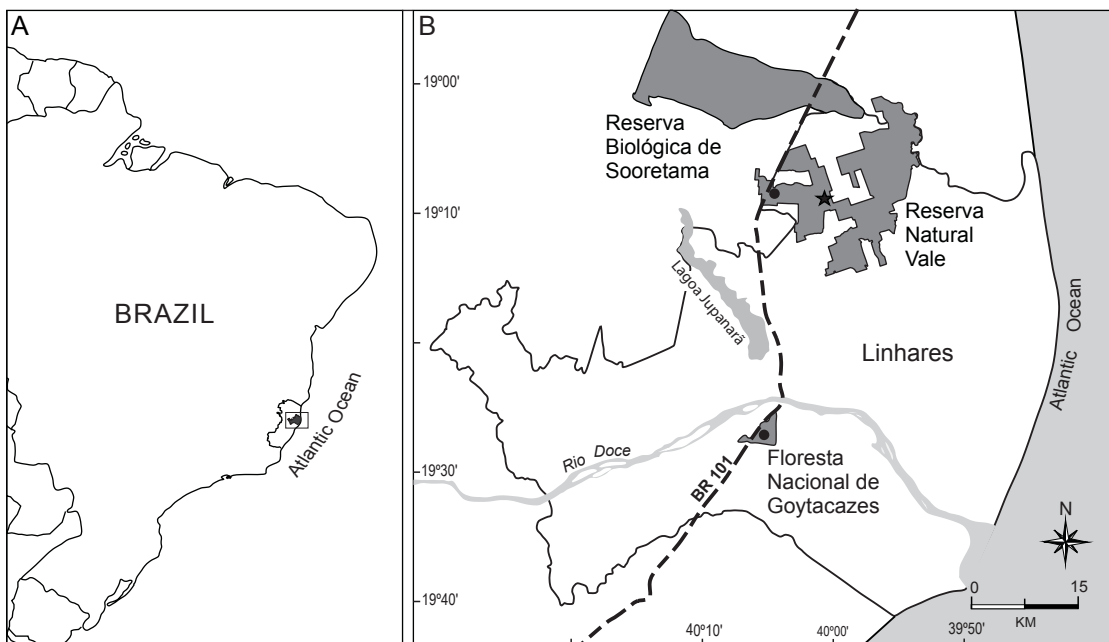 A
BRAZIL
Atlantic Ocean
B
19º00'
19º10'
19º30'
19º40'
Reserva
Biológica de
Sooretama
Reserva
Natural
Vale
Lagoa Jupanarã
Linhares
Atlantic Ocean
Rio Doce
BR 101
Floresta
Nacional de
Goytacazes
N
0 15
KM
40º10'
40º00'
39º50'